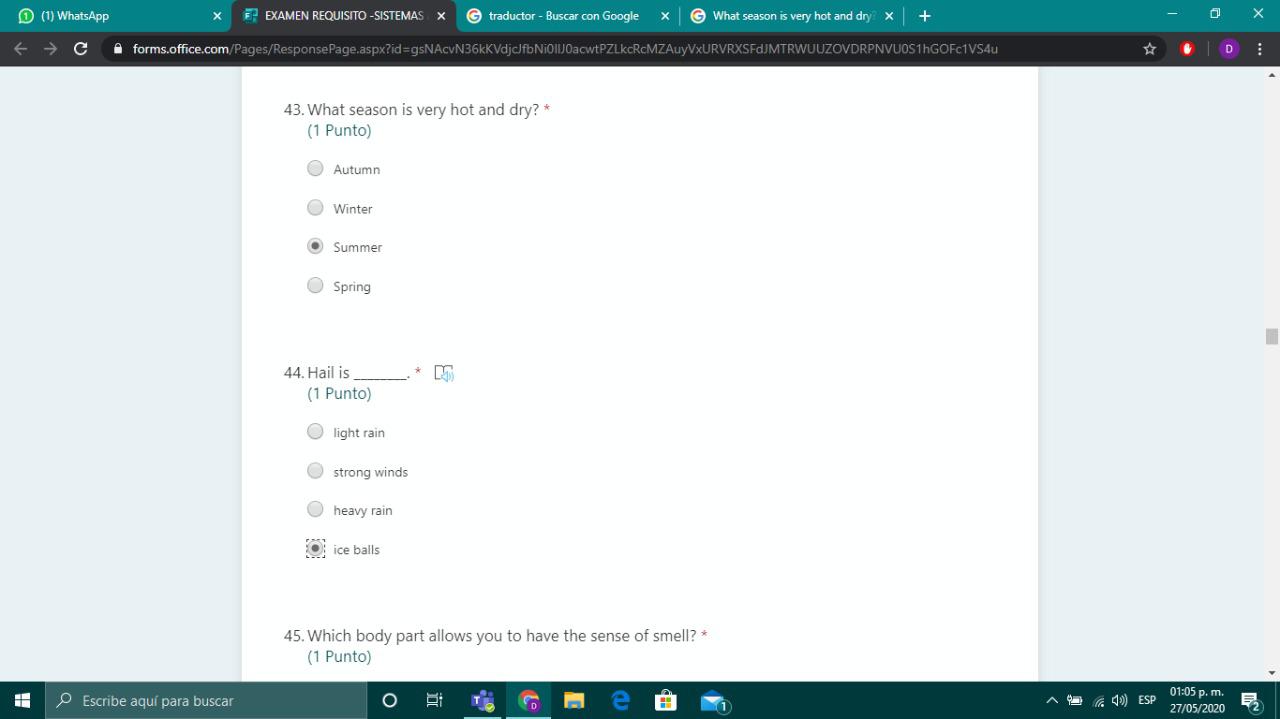 (1) WhatsApp
EXAMEN REQUISITO -SISTEMAS
traductor - Buscar con Google
What season is very hot and dry?
forms.office.com/Pages/ResponsePage.aspx?id=gsNAcvN36kKVdjcJfbNi0IlJ0acwtPZLkcRcMZAuyVxURVRXSFdJMTRWUUZOVDRPNVU0S1hGOFc1VS4u
D
43. What season is very hot and dry? *
(1 Punto)
Autumn
Winter
Summer
Spring
44. Hail is ________. *
(1 Punto)
light rain
strong winds
heavy rain
ice balls
45. Which body part allows you to have the sense of smell? *
(1 Punto)
Escribe aquí para buscar
ESP
01:05 p. m.
27/05/2020